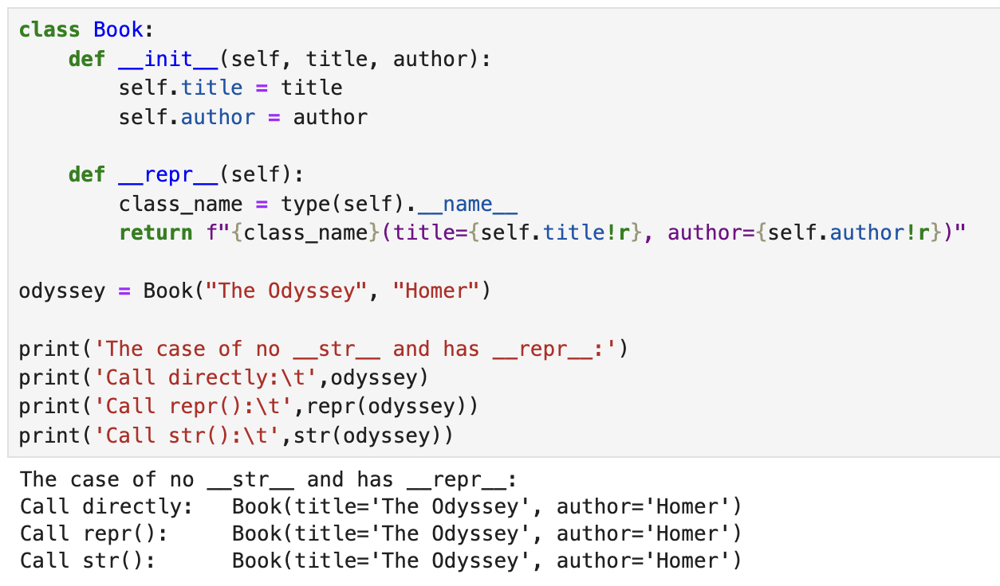 class Book:
    def __init__(self, title, author):
        self.title = title
        self.author = author

    def __repr__(self):
        class_name = type(self).__name__
        return f"{class_name}(title={self.title!r}, author={self.author!r})"

odyssey = Book("The Odyssey", "Homer")

print('The case of no __str__ and has __repr__:')
print('Call directly:\t',odyssey)
print('Call repr():\t',repr(odyssey))
print('Call str():\t',str(odyssey))
The case of no __str__ and has __repr__:
Call directly:   Book(title='The Odyssey', author='Homer')
Call repr():     Book(title='The Odyssey', author='Homer')
Call str():      Book(title='The Odyssey', author='Homer')